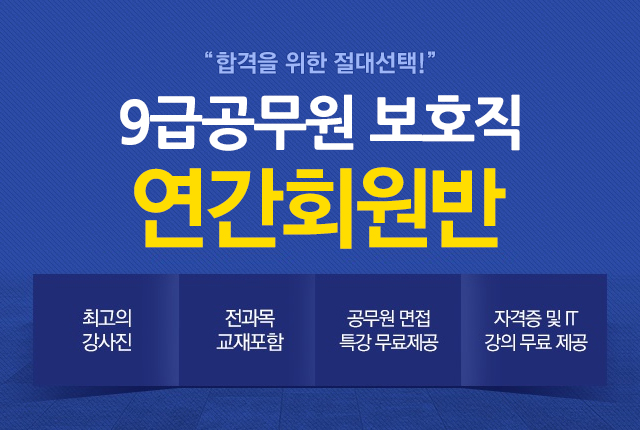 “합격을 위한 절대선택!”
9급공무원 보호직
연간회원반
최고의
강사진
전과목
교재포함
공무원 면접
특강 무료제공
자격증 및 IT
강의 무료 제공